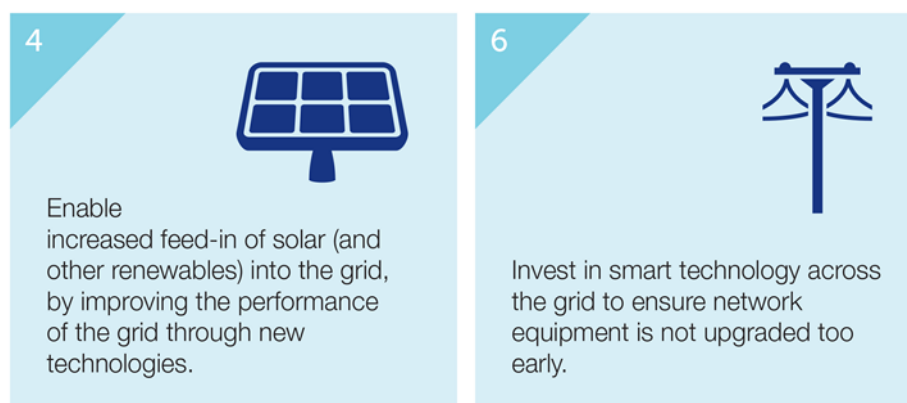 4
Enable
increased feed-in of solar (and
other renewables) into the grid,
by improving the performance
of the grid through new
technologies.
6
Invest in smart technology across
the grid to ensure network
equipment is not upgraded too
early.